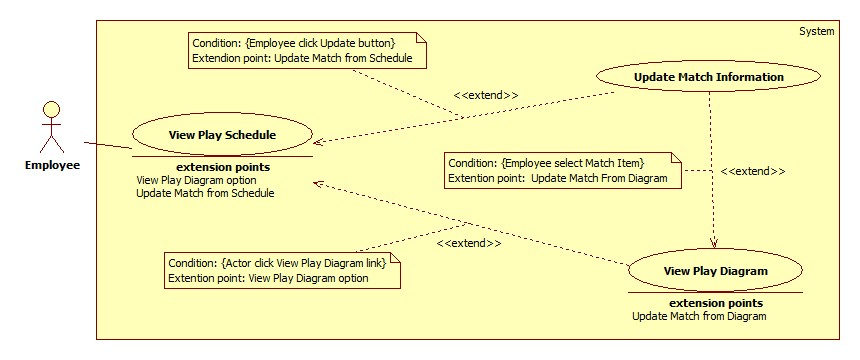 System
Condition: {Employee click Update button}
Extendion point: Update Match from Schedule
<<extend>>
Update Match Information
View Play Schedule
Employee
extension points
View Play Diagram option
Update Match from Schedule
Condition: {Employee select Match Item}
Extention point:  Update Match From Diagram
<<extend>>
<<extend>>
Condition: {Actor click View Play Diagram link}
Extention point: View Play Diagram option
View Play Diagram
extension points
Update Match from Diagram